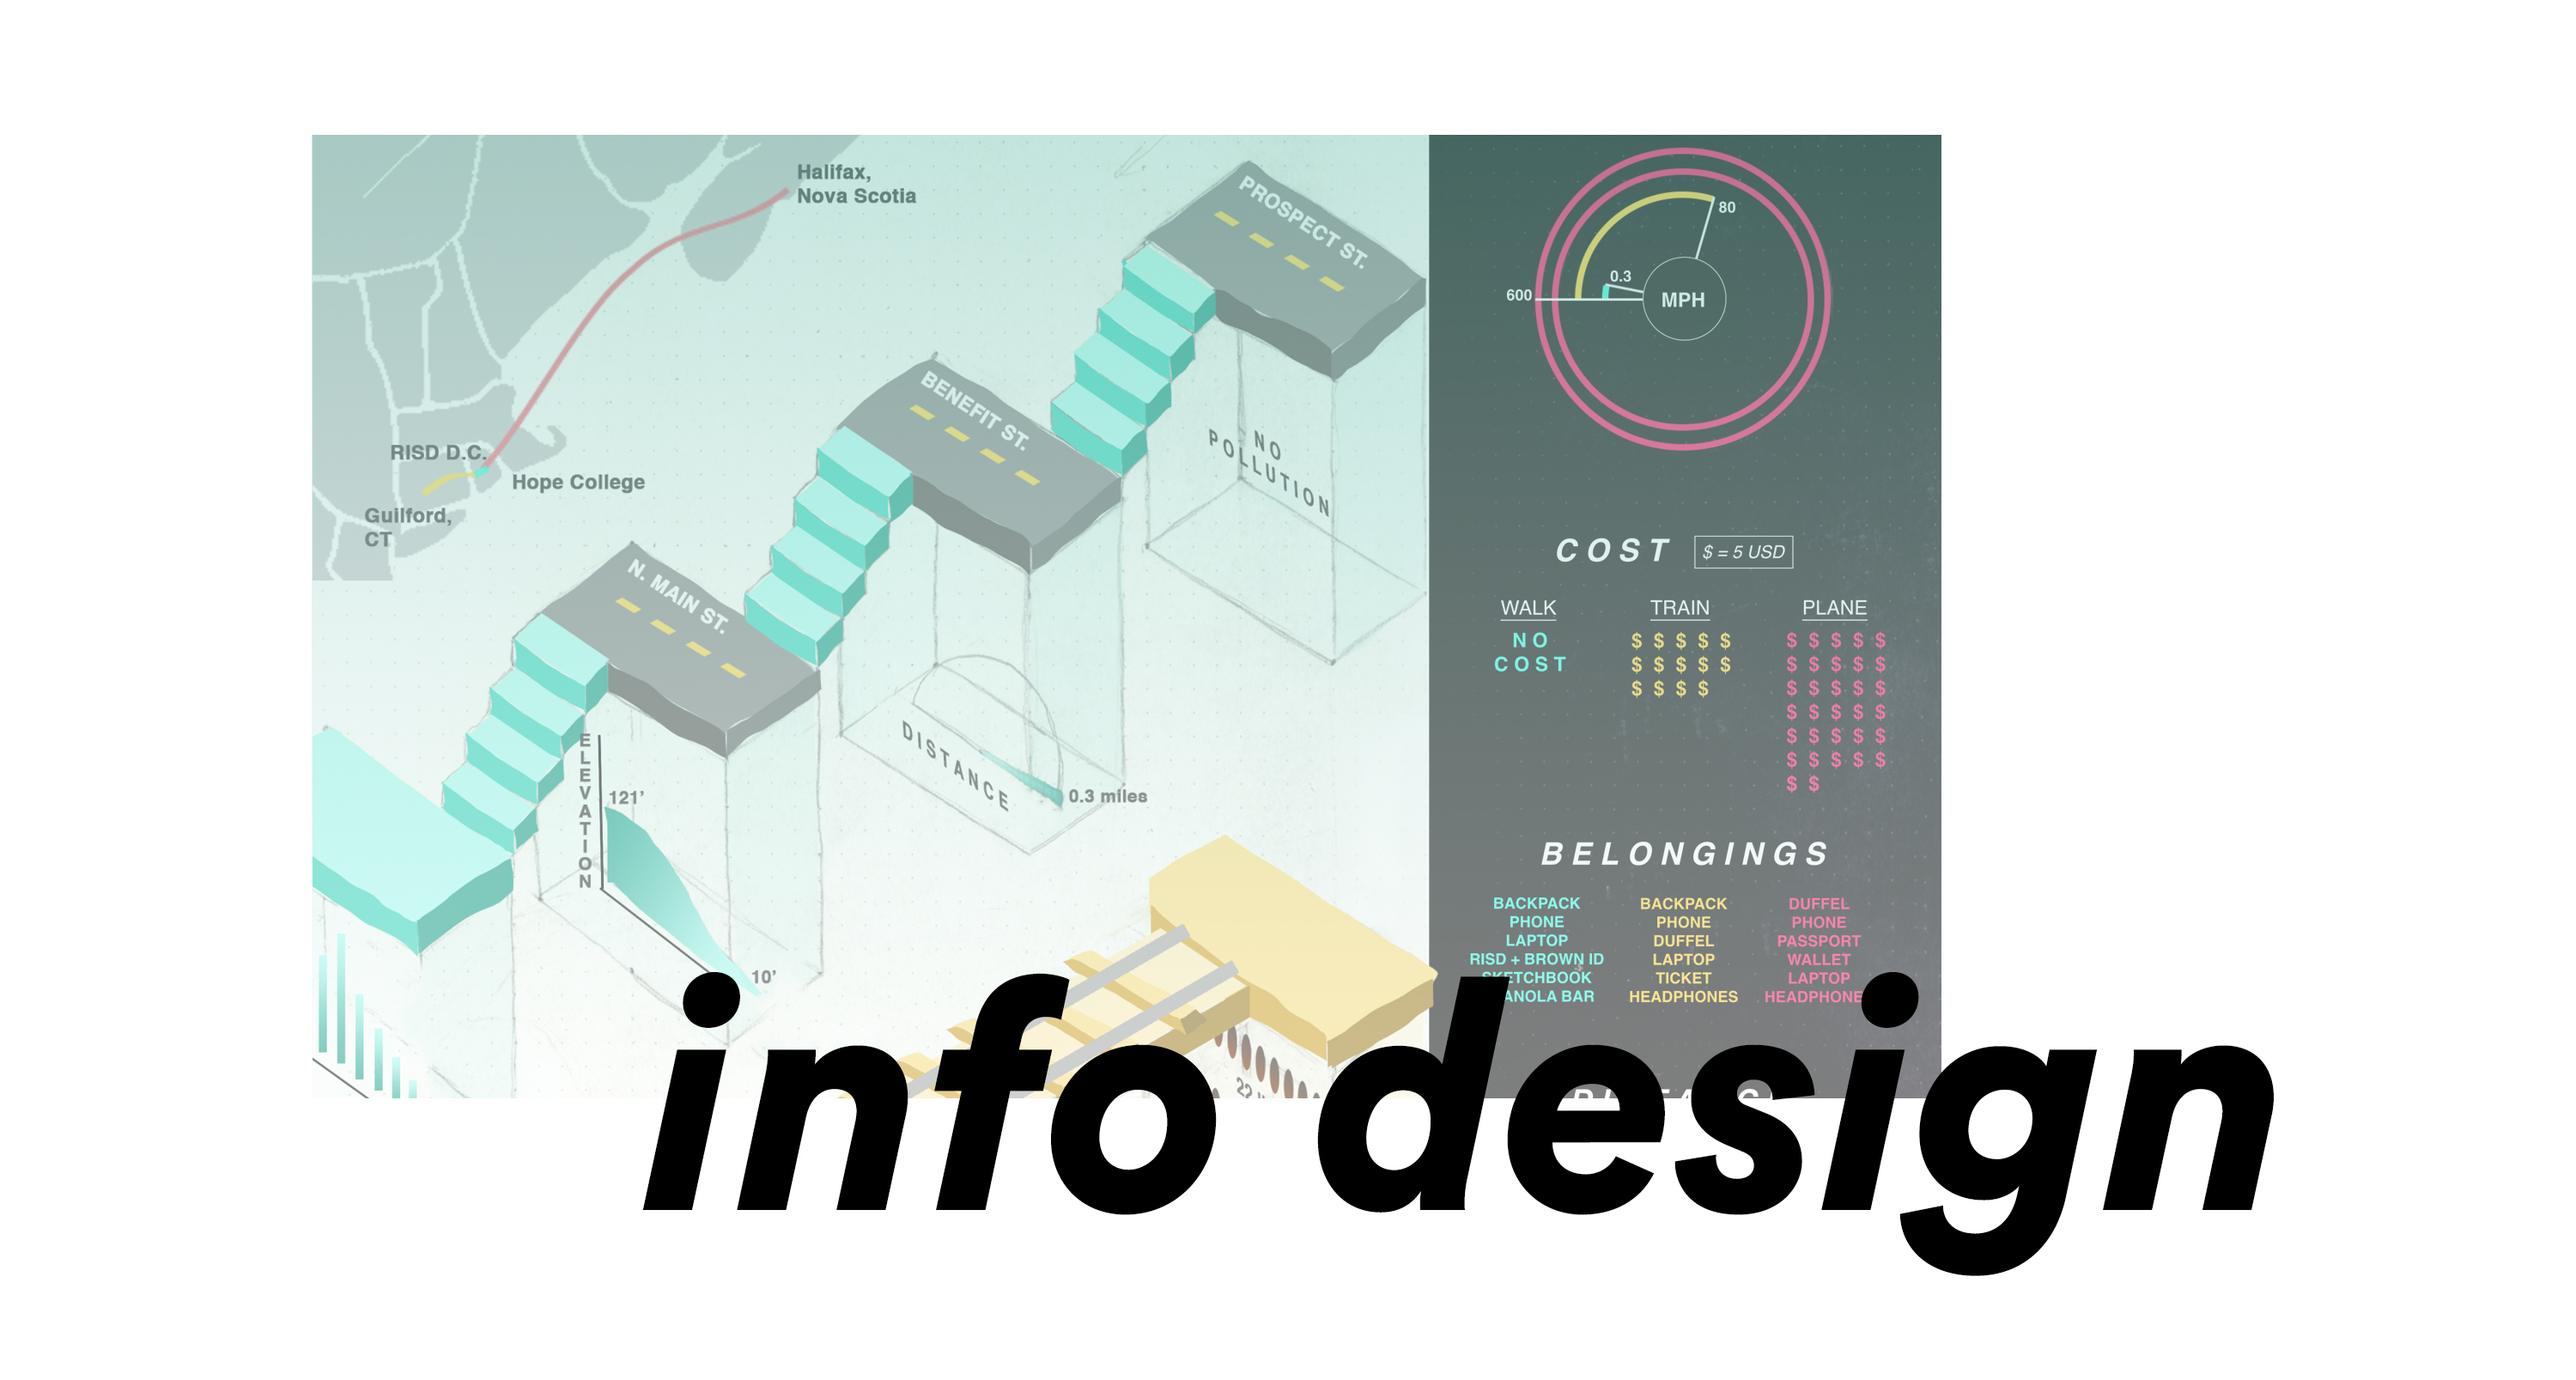 Halifax,
Nova Scotia
RISD D.C.
Hope College
Guilford,
CT
PROSPECT ST.
BENEFIT ST.
N. MAIN ST.
NO
POLLUTION
DISTANCE
0.3 miles
ELEVATION
121’
10’
80
0.3
600
MPH
COST
$ = 5 USD
WALK
NO
COST
TRAIN
$ $ $ $ $
$ $ $ $ $
$ $ $ $
PLANE
$ $ $ $ $
$ $ $ $ $
$ $ $ $ $
$ $ $ $ $
$ $ $ $ $
$ $ $ $ $
$ $
BELONGINGS
BACKPACK
PHONE
LAPTOP
RISD + BROWN ID
SKETCHBOOK
BACKPACK
PHONE
DUFFEL
LAPTOP
TICKET
HEADPHONES
DUFFEL
PHONE
PASSPORT
WALLET
LAPTOP
info design